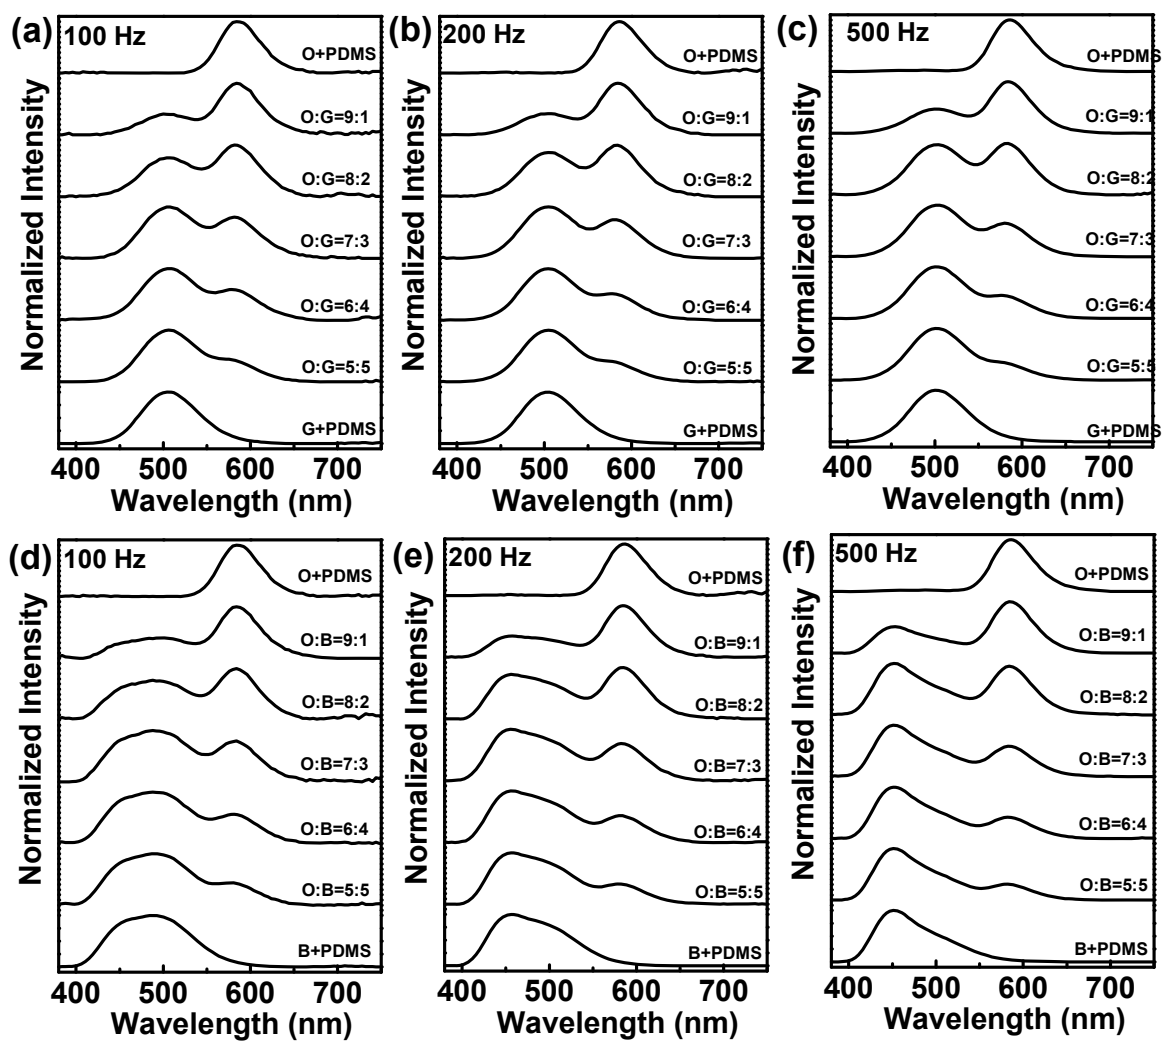 (a)
100 Hz
O+PDMS
O:G=9:1
O:G=8:2
O:G=7:3
O:G=6:4
O:G=5:5
G+PDMS
Normalized Intensity
400 500 600 700
Wavelength (nm)
(b)
200 Hz
O+PDMS
O:G=9:1
O:G=8:2
O:G=7:3
O:G=6:4
O:G=5:5
G+PDMS
Normalized Intensity
400 500 600 700
Wavelength (nm)
(c)
500 Hz
O+PDMS
O:G=9:1
O:G=8:2
O:G=7:3
O:G=6:4
O:G=5:5
G+PDMS
Normalized Intensity
400 500 600 700
Wavelength (nm)
(d)
100 Hz
O+PDMS
O:B=9:1
O:B=8:2
O:B=7:3
O:B=6:4
O:B=5:5
B+PDMS
Normalized Intensity
400 500 600 700
Wavelength (nm)
(e)
200 Hz
O+PDMS
O:B=9:1
O:B=8:2
O:B=7:3
O:B=6:4
O:B=5:5
B+PDMS
Normalized Intensity
400 500 600 700
Wavelength (nm)
(f)
500 Hz
O+PDMS
O:B=9:1
O:B=8:2
O:B=7:3
O:B=6:4
O:B=5:5
B+PDMS
Normalized Intensity
400 500 600 700
Wavelength (nm)